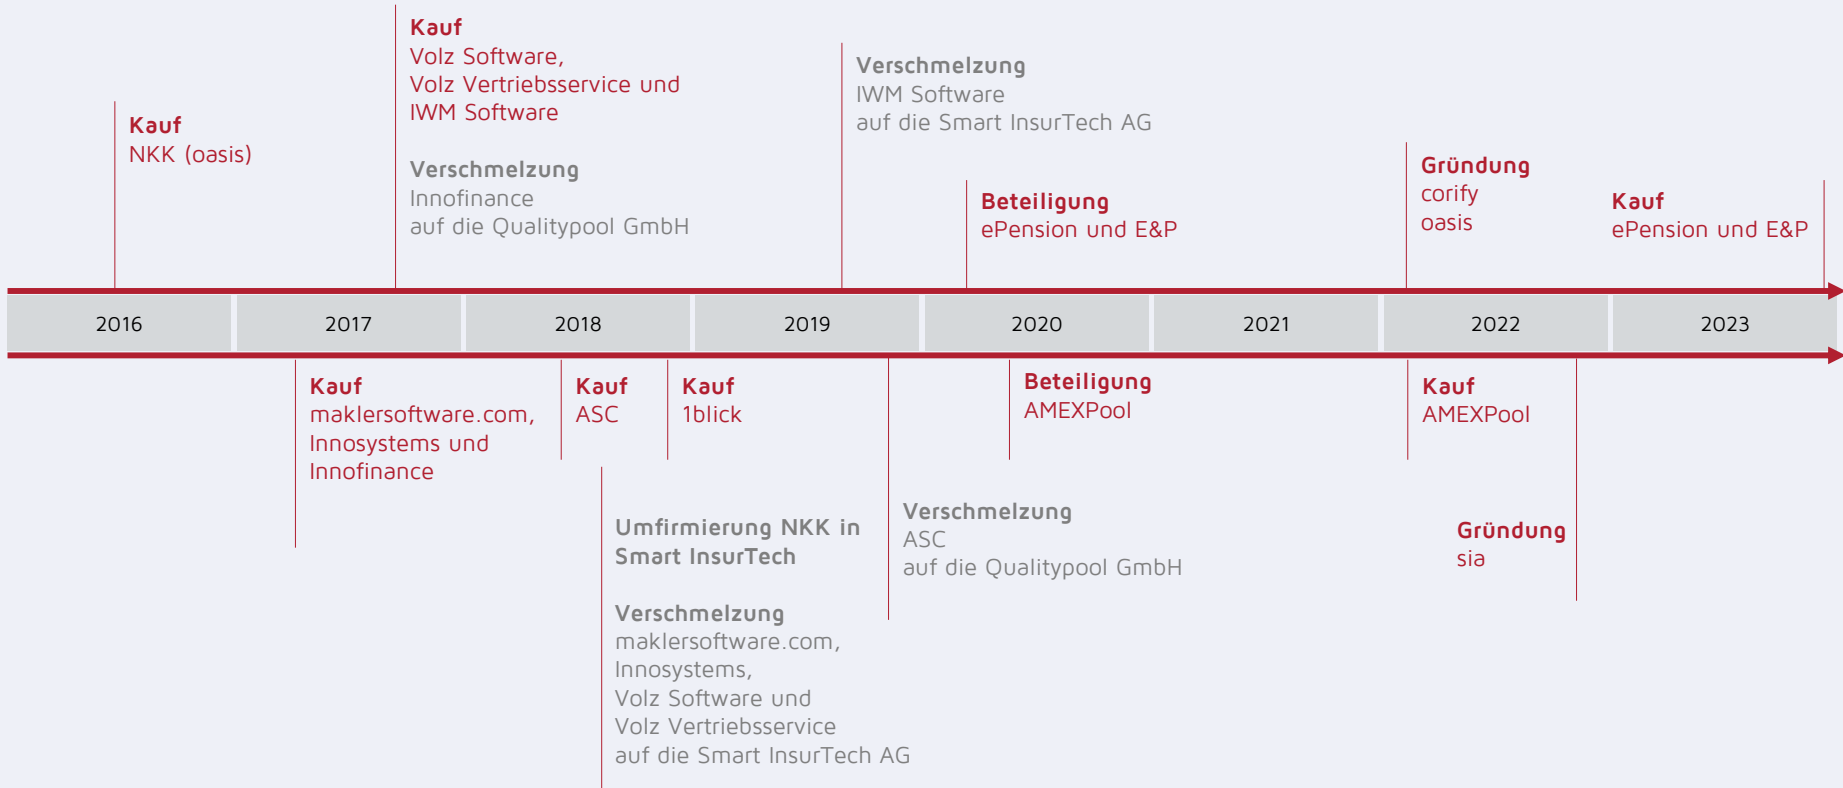 Kauf
NKK (oasis)
Kauf
Volz Software,
Volz Vertriebsservice und
IWM Software
Verschmelzung
Innofinance
auf die Qualitypool GmbH
Verschmelzung
IWM Software
auf die Smart InsurTech AG
Beteiligung
ePension und E&P
Gründung
corify
oasis
Kauf
ePension und E&P
2016
2017
2018
2019
2020
2021
2022
2023
Kauf
maklersoftware.com,
Innosystems und
Innofinance
Kauf
ASC
Kauf
1blick
Umfirmierung NKK in
Smart InsurTech
Verschmelzung
maklersoftware.com,
Innosystems,
Volz Software und
Volz Vertriebsservice
auf die Smart InsurTech AG
Verschmelzung
ASC
auf die Qualitypool GmbH
Beteiligung
AMEXPool
Kauf
AMEXPool
Gründung
sia